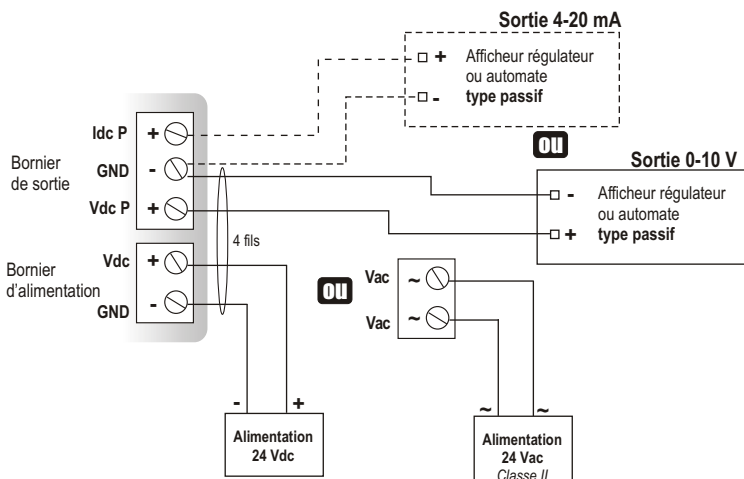 Sortie 4-20 mA
+ Afficheur régulateur
ou automate
- type passif
ou
Sortie 0-10 V
- Afficheur régulateur
ou automate
+ type passif
Bornier
de sortie
Idc P +
GND -
Vdc P +
4 fils
Bornier
d'alimentation
Vdc +
GND -
ou
Vac ~
Vac ~
- +
Alimentation
24 Vdc
~ ~
Alimentation
24 Vac
Classe II